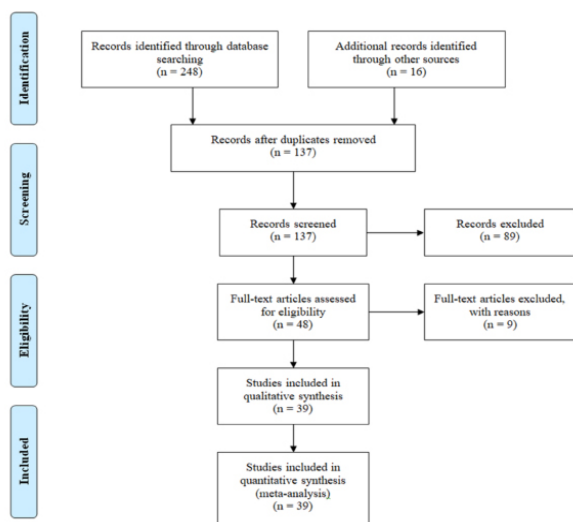 Identification
Records identified through database
searching
(n = 248)
Additional records identified
through other sources
(n = 16)
Records after duplicates removed
(n = 137)
Screening
Records screened
(n = 137)
Records excluded
(n = 89)
Eligibility
Full-text articles assessed
for eligibility
(n = 48)
Full-text articles excluded,
with reasons
(n = 9)
Studies included in
qualitative synthesis
(n = 39)
Included
Studies included in
quantitative synthesis
(meta-analysis)
(n = 39)